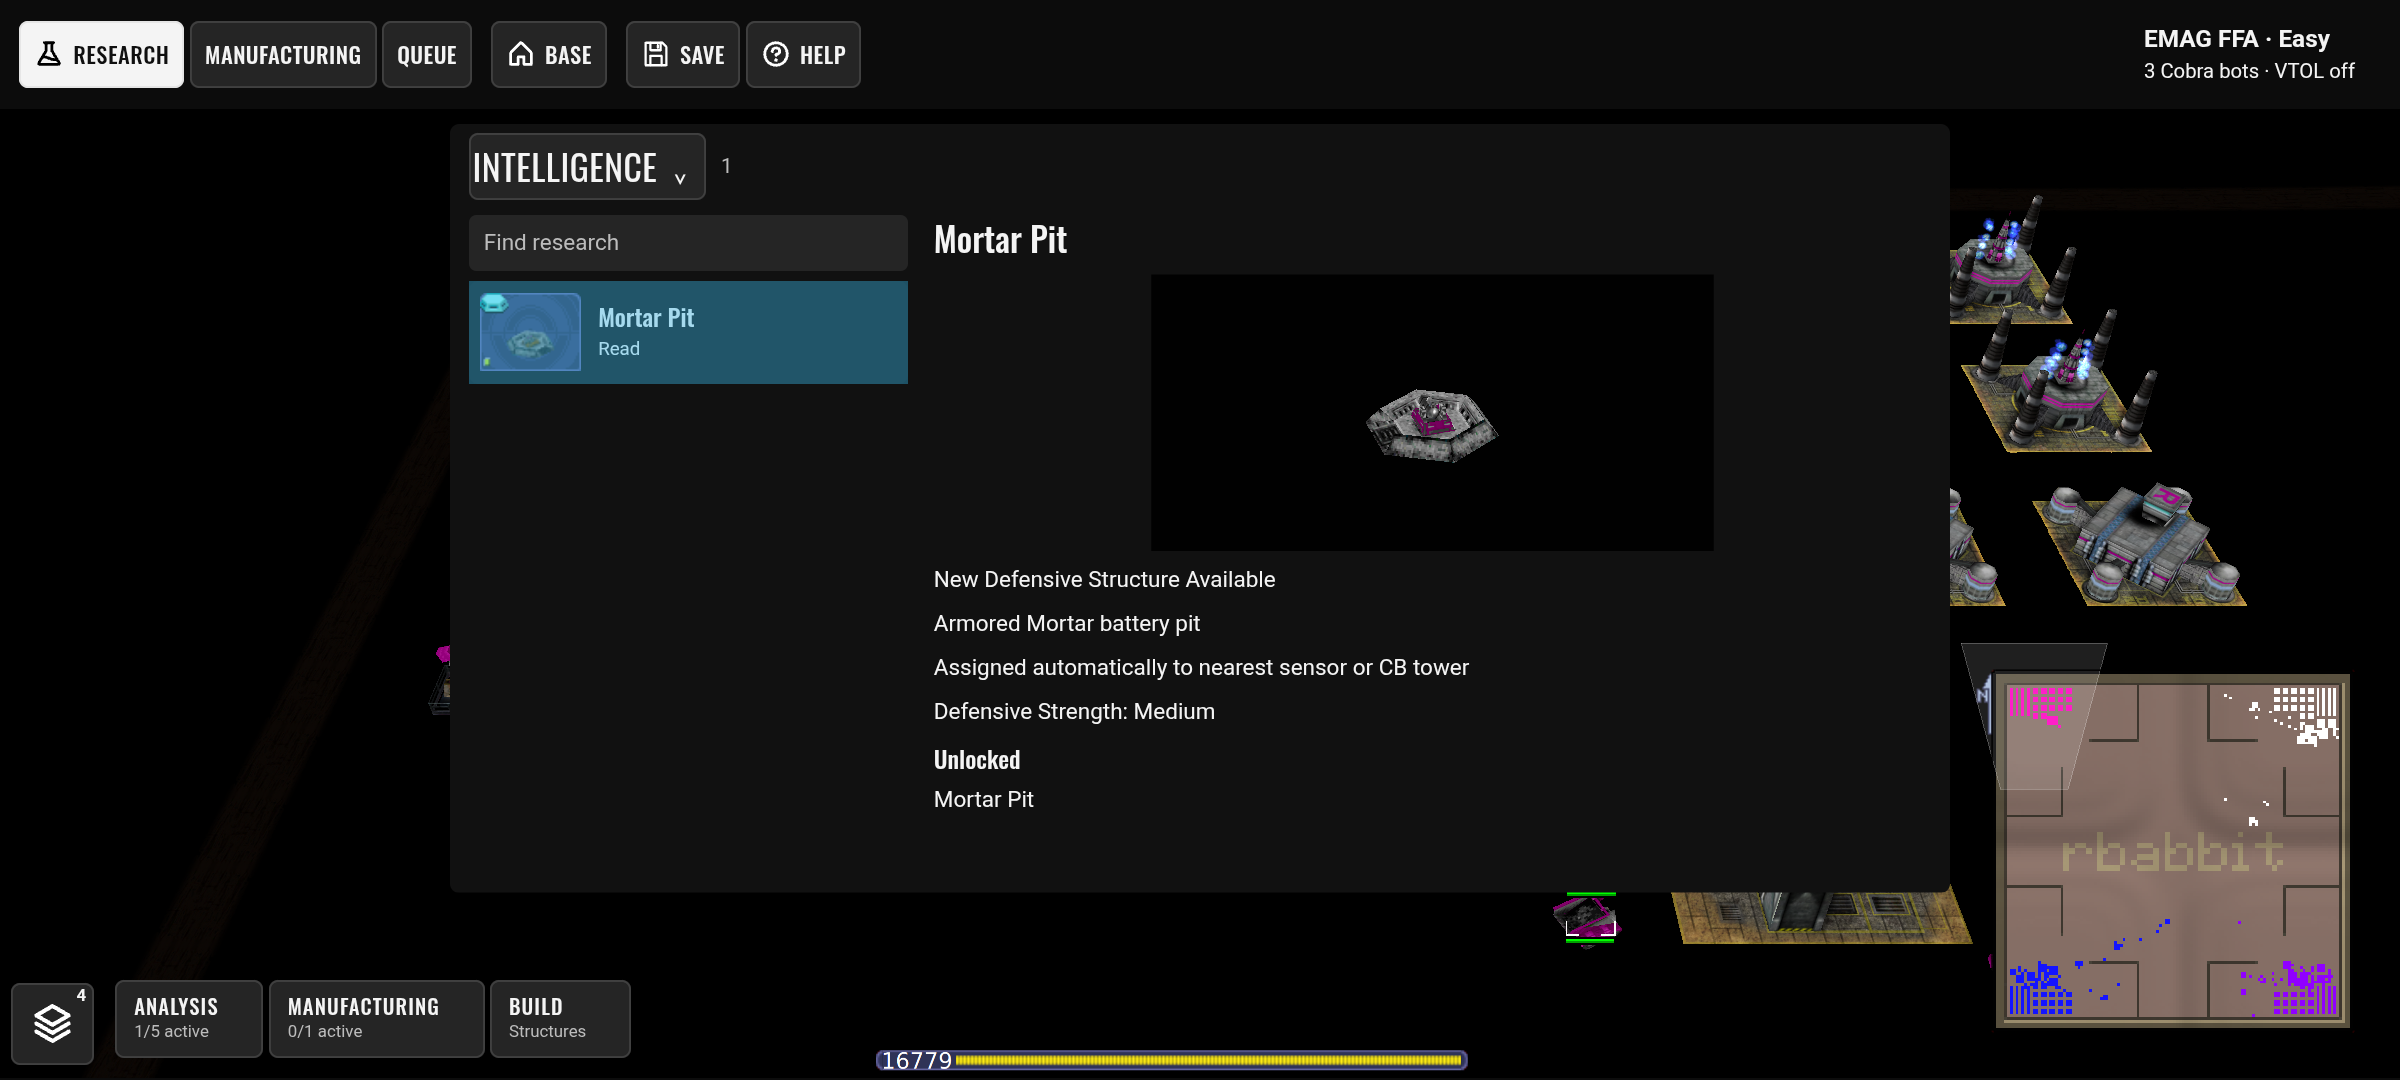 RESEARCH
MANUFACTURING
QUEUE
BASE
SAVE
HELP
EMAG FFA · Easy
3 Cobra bots · VTOL off
INTELLIGENCE
1
Find research
Mortar Pit
Read
Mortar Pit
New Defensive Structure Available
Armored Mortar battery pit
Assigned automatically to nearest sensor or CB tower
Defensive Strength: Medium
Unlocked
Mortar Pit
R
N
rbabbit
4
ANALYSIS
1/5 active
MANUFACTURING
0/1 active
BUILD
Structures
16779